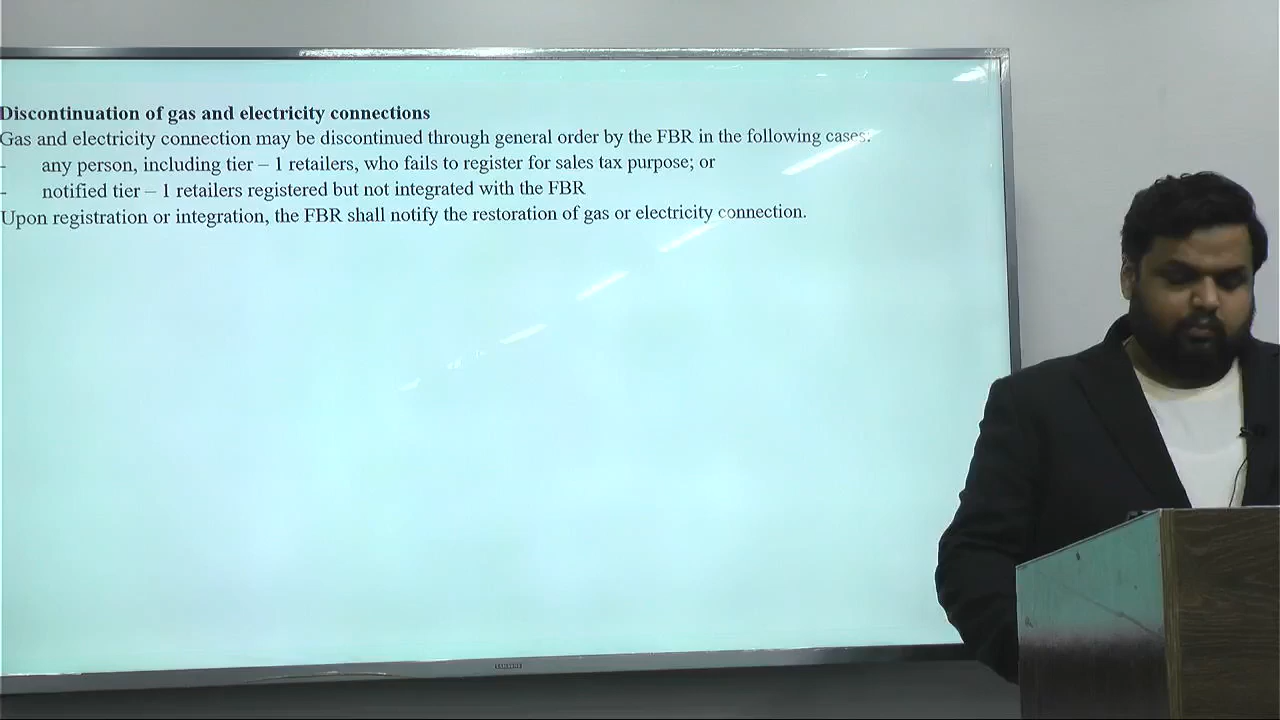 Discontinuation of gas and electricity connections
Gas and electricity connection may be discontinued through general order by the FBR in the following cases:
- any person, including tier – 1 retailers, who fails to register for sales tax purpose; or
- notified tier – 1 retailers registered but not integrated with the FBR
Upon registration or integration, the FBR shall notify the restoration of gas or electricity connection.
SAMSUNG